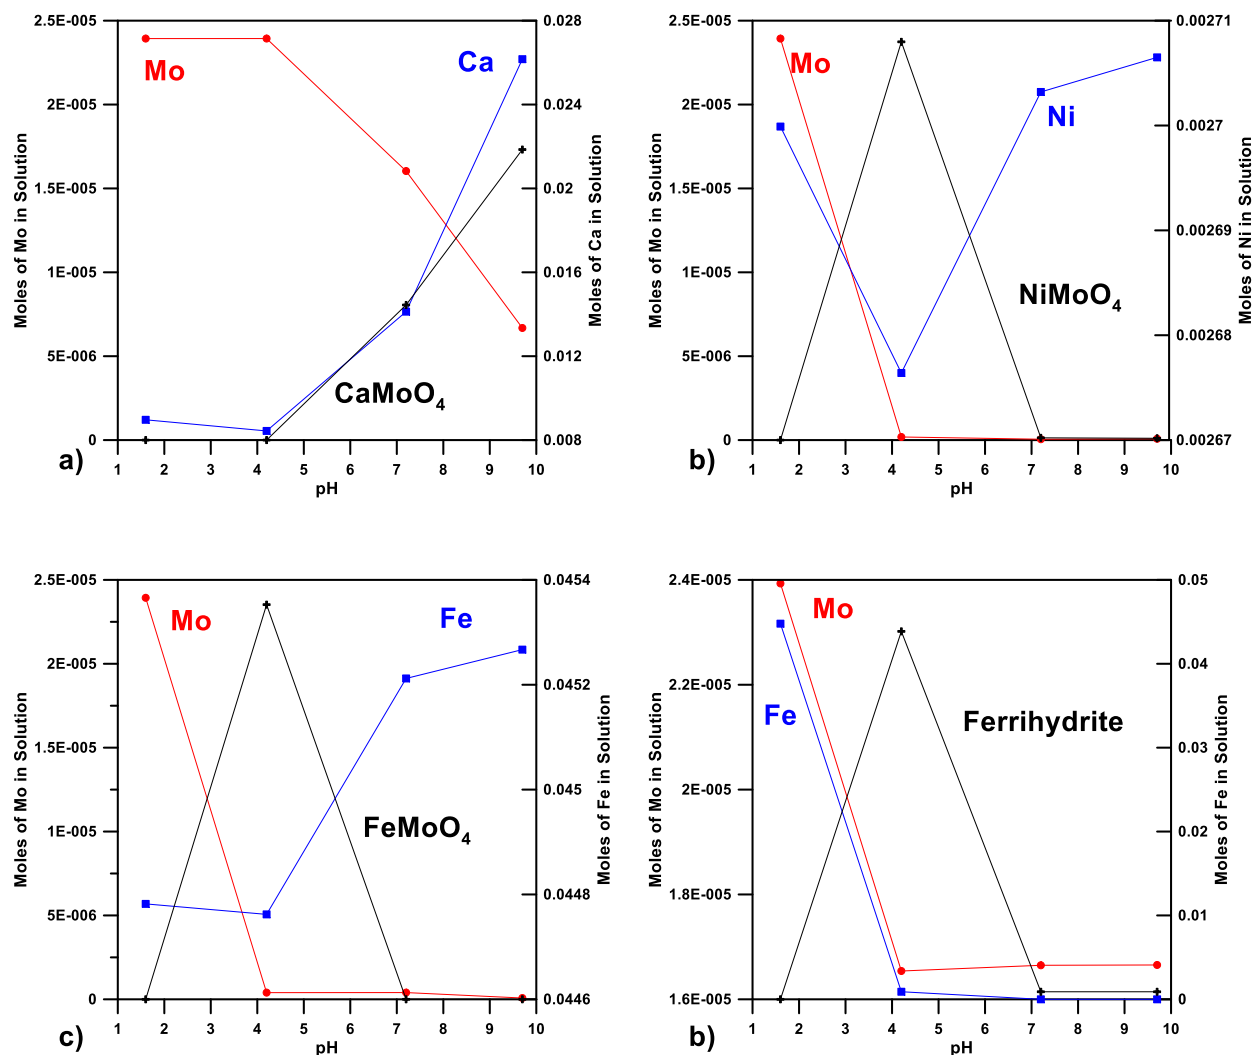 2.5E-005
2E-005
1.5E-005
1E-005
5E-006
0
Moles of Mo in Solution
Mo
Ca
CaMoO4
0.028
0.024
0.02
0.016
0.012
0.008
Moles of Ca in Solution
1 2 3 4 5 6 7 8 9 10
pH
a)
2.5E-005
2E-005
1.5E-005
1E-005
5E-006
0
Moles of Mo in Solution
Mo
Ni
NiMoO4
0.00271
0.0027
0.00269
0.00268
0.00267
Moles of Ni in Solution
1 2 3 4 5 6 7 8 9 10
pH
b)
2.5E-005
2E-005
1.5E-005
1E-005
5E-006
0
Moles of Mo in Solution
Mo
Fe
FeMoO4
0.0454
0.0452
0.045
0.0448
0.0446
Moles of Fe in Solution
1 2 3 4 5 6 7 8 9 10
pH
c)
2.4E-005
2.2E-005
2E-005
1.8E-005
1.6E-005
Moles of Mo in Solution
Mo
Fe
Ferrihydrite
0.05
0.04
0.03
0.02
0.01
0
Moles of Fe in Solution
1 2 3 4 5 6 7 8 9 10
pH
b)